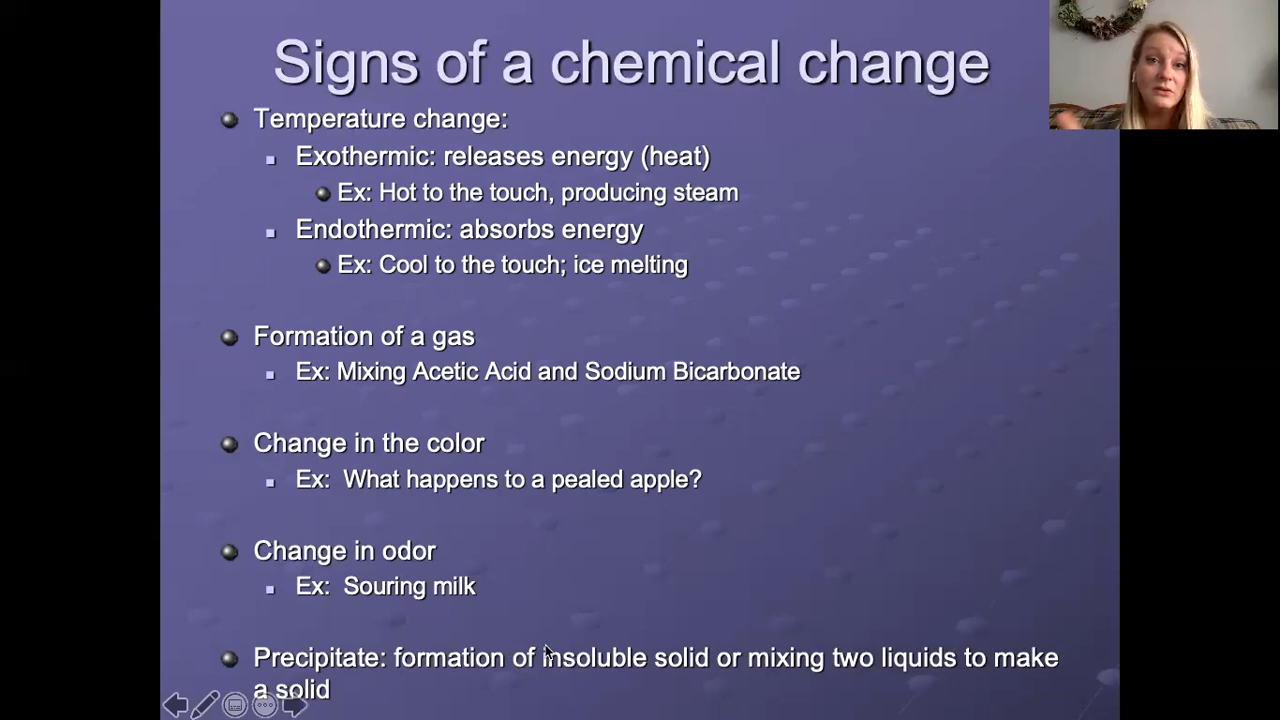 Signs of a chemical change
Temperature change:
Exothermic: releases energy (heat)
Ex: Hot to the touch, producing steam
Endothermic: absorbs energy
Ex: Cool to the touch; ice melting
Formation of a gas
Ex: Mixing Acetic Acid and Sodium Bicarbonate
Change in the color
Ex: What happens to a pealed apple?
Change in odor
Ex: Souring milk
Precipitate: formation of insoluble solid or mixing two liquids to make
a solid